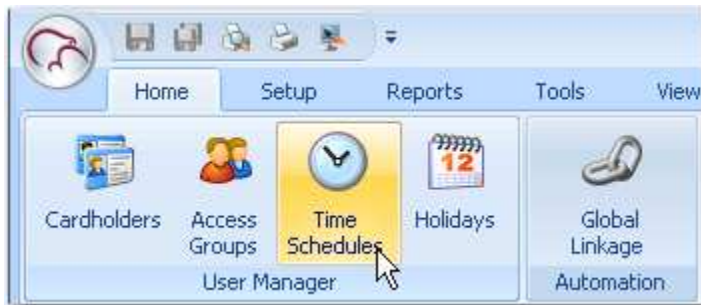 Home Setup Reports Tools View
12
Cardholders Access Groups Time Schedules Holidays Global Linkage
User Manager Automation